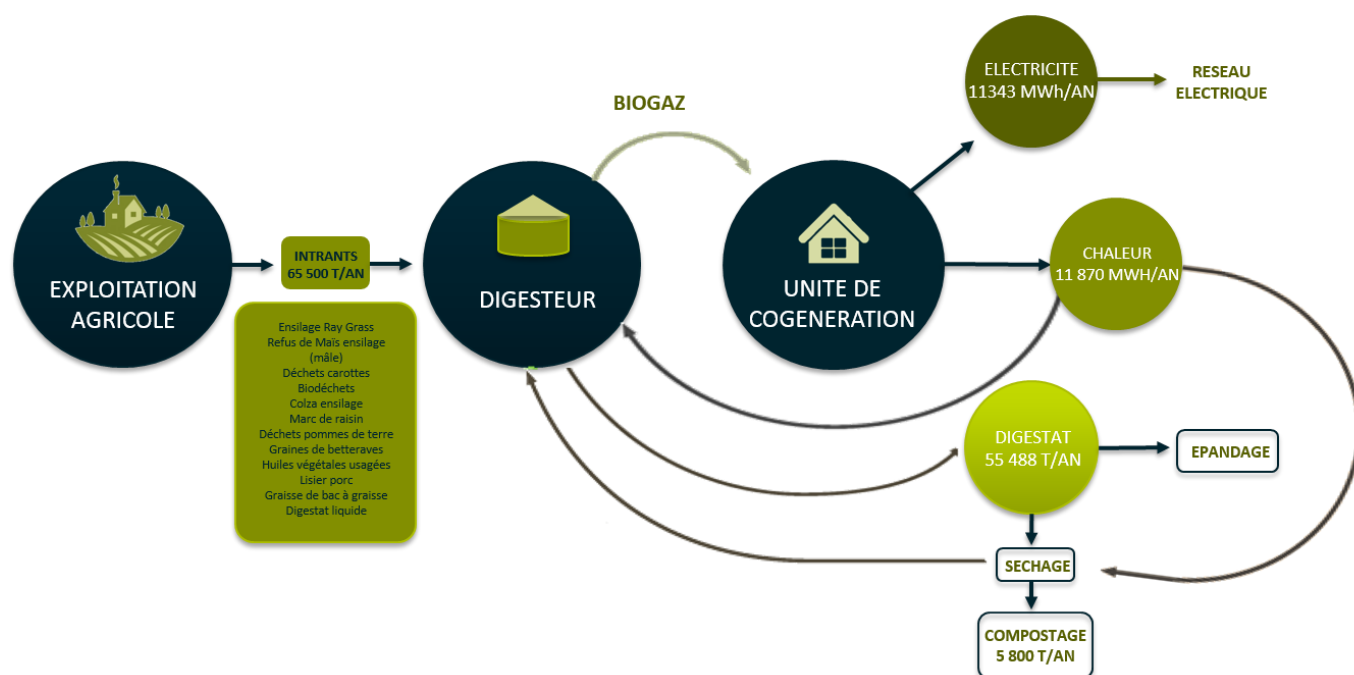 EXPLOITATION
AGRICOLE
INTRANTS
65 500 T/AN
Ensilage Ray Grass
Refus de Maïs ensilage
(mâle)
Déchets carottes
Biodéchets
Colza ensilage
Marc de raisin
Déchets pommes de terre
Graines de betteraves
Huiles végétales usagées
Lisier porc
Graisse de bac à graisse
Digestat liquide
DIGESTEUR
BIOGAZ
UNITE DE
COGENERATION
ELECTRICITE
11343 MWh/AN
RESEAU
ELECTRIQUE
CHALEUR
11 870 MWH/AN
DIGESTAT
55 488 T/AN
EPANDAGE
SECHAGE
COMPOSTAGE
5 800 T/AN